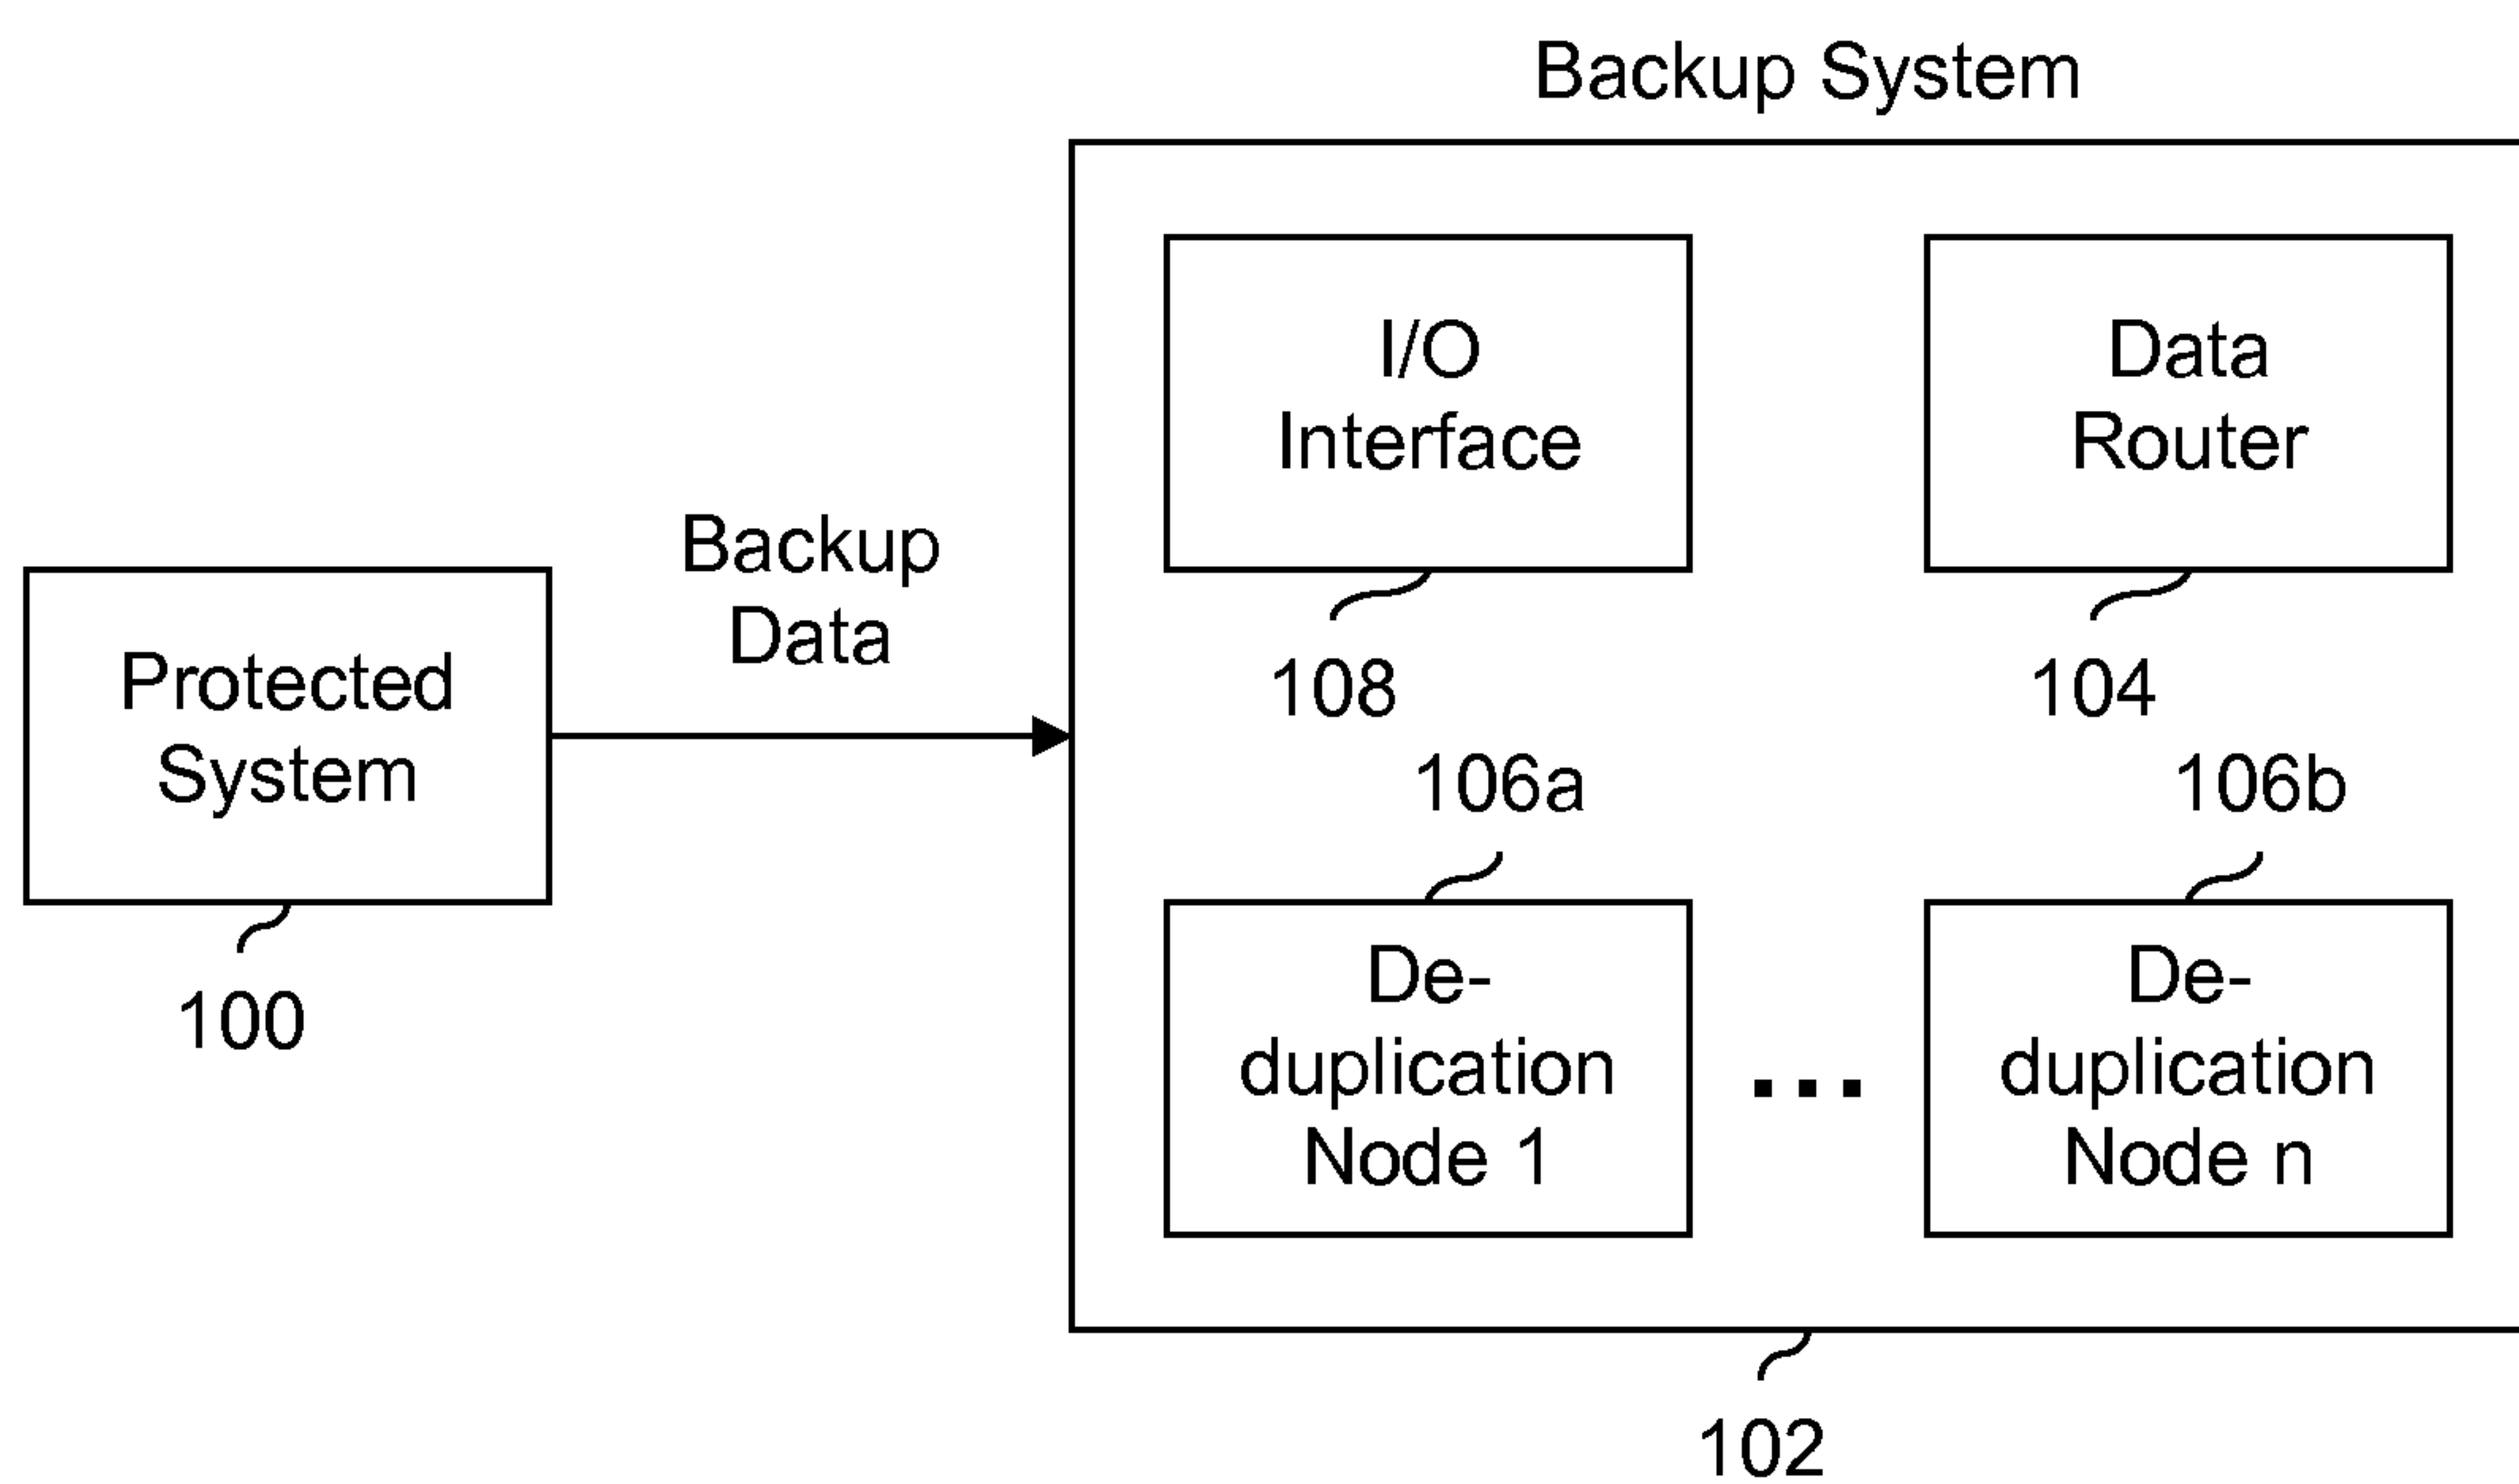 Backup System
I/O
Interface
Data
Router
108
104
Backup
Data
Protected
System
100
106a
106b
De-
duplication
Node 1
...
De-
duplication
Node n
102